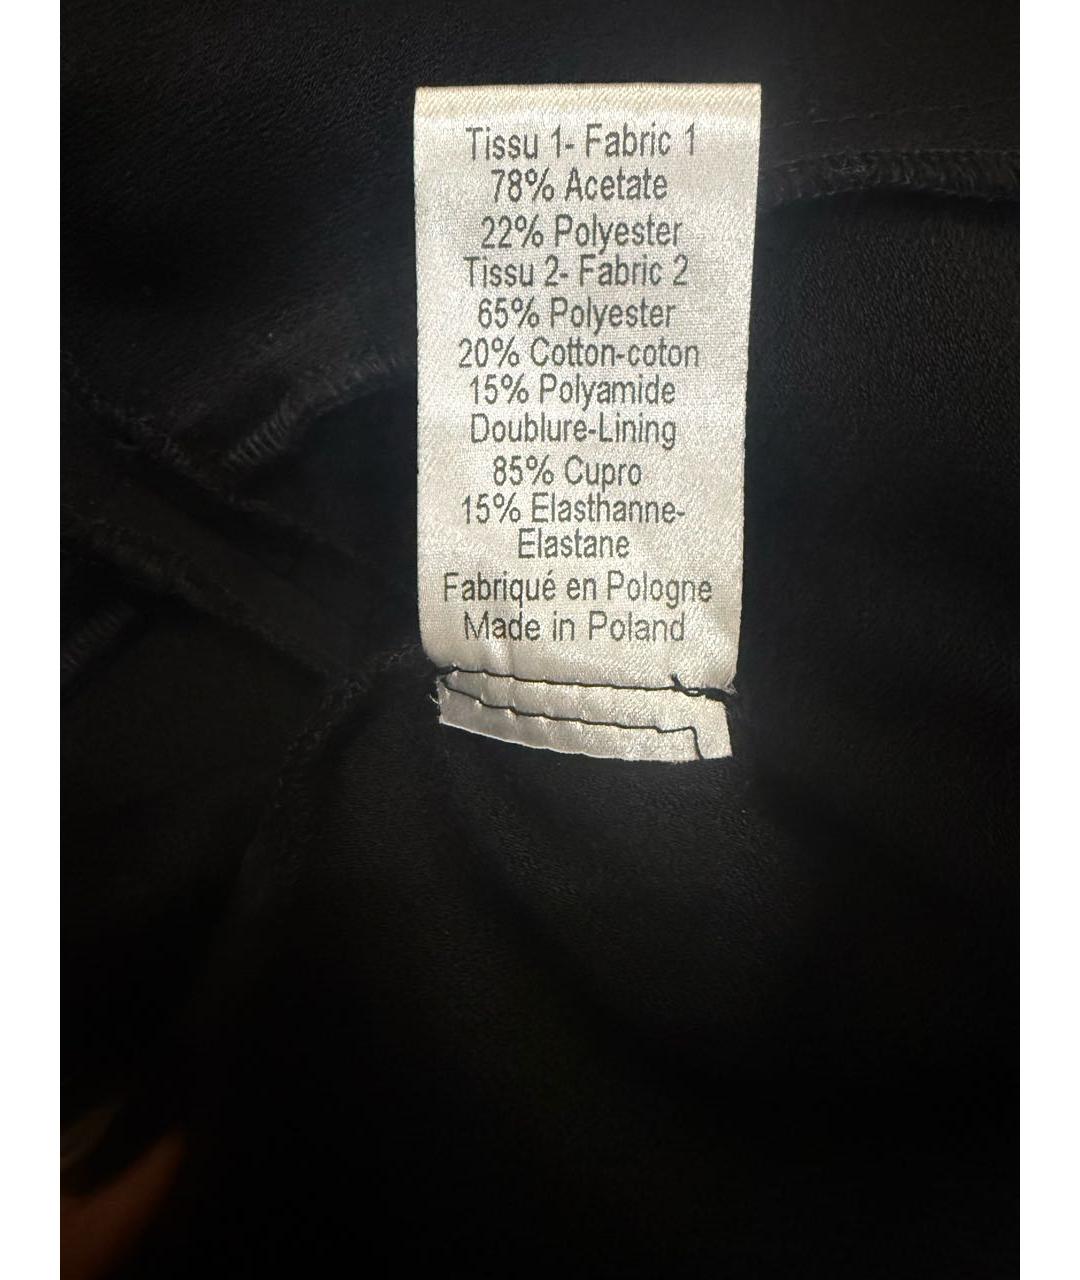 Tissu 1- Fabric 1
78% Acetate
22% Polyester
Tissu 2- Fabric 2
65% Polyester
20% Cotton-coton
15% Polyamide
Doublure-Lining
85% Cupro
15% Elasthanne-
Elastane
Fabriqué en Pologne
Made in Poland